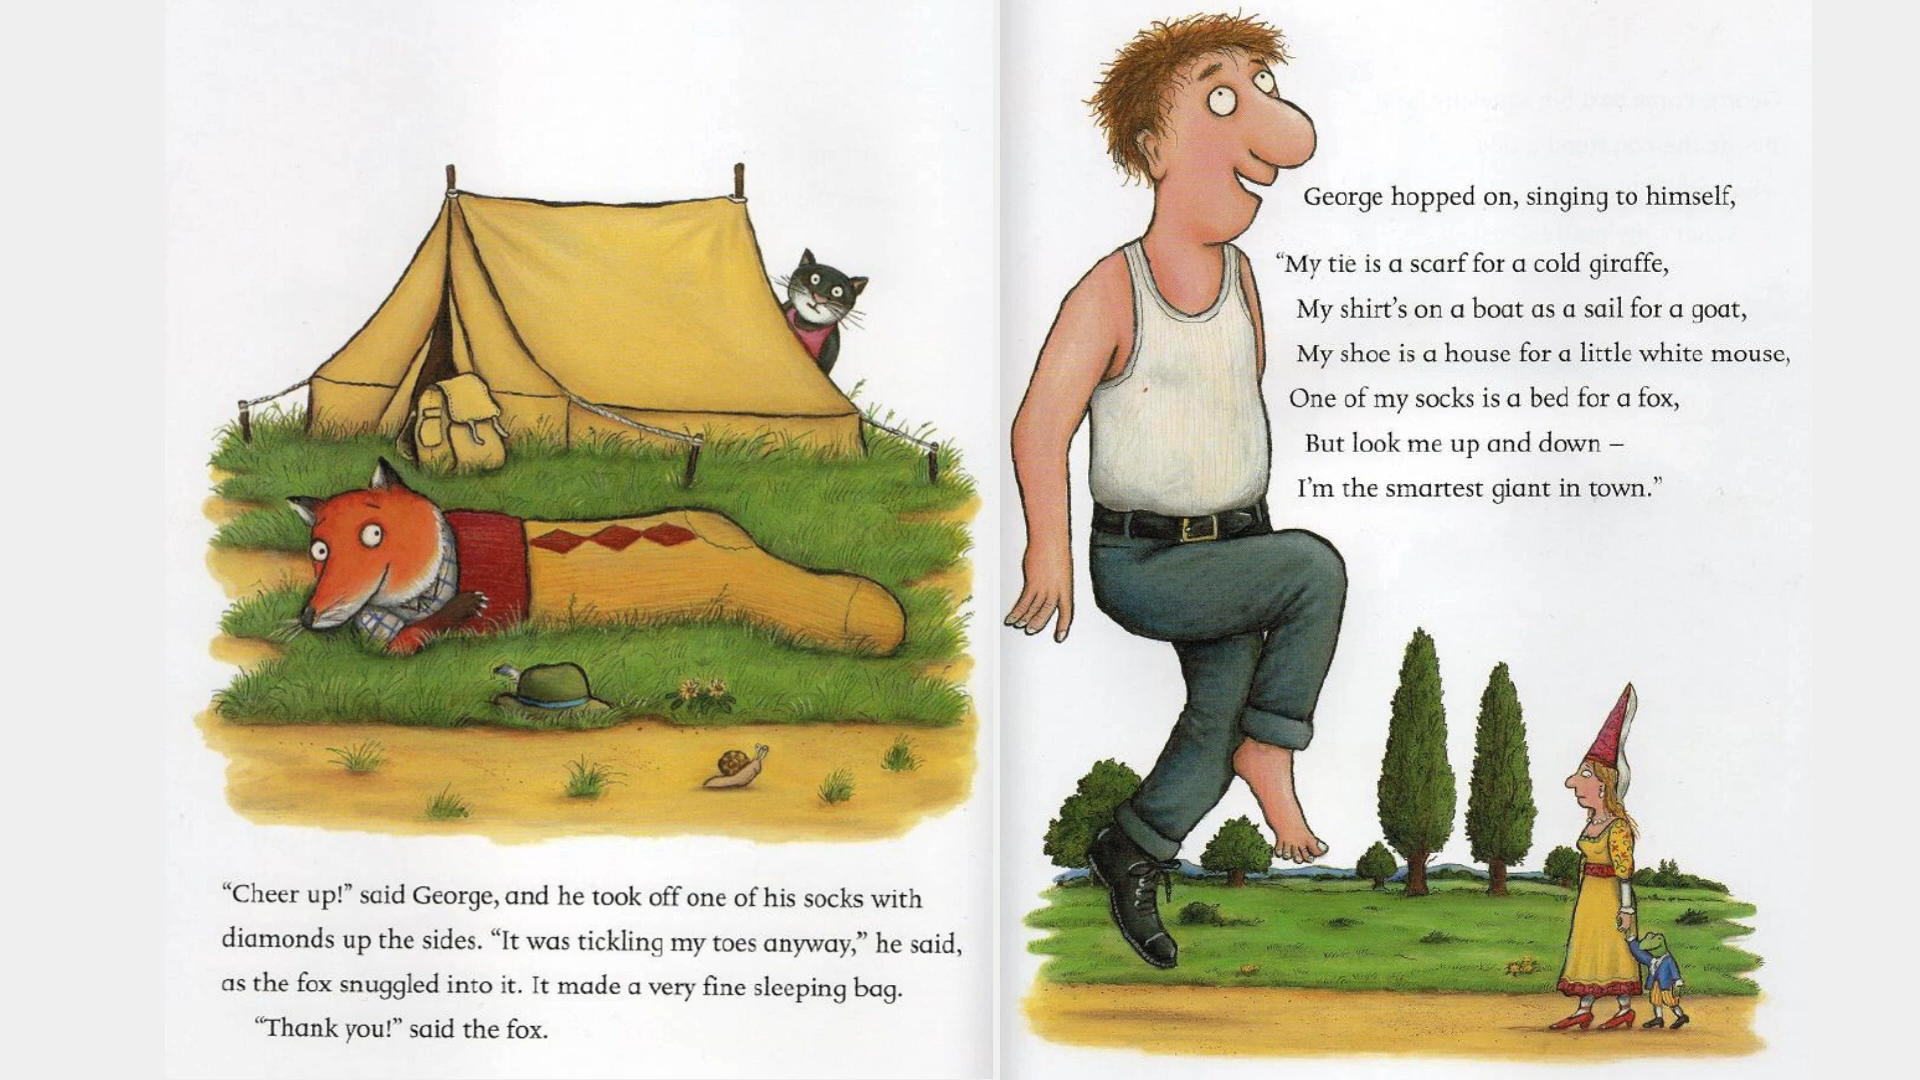 “Cheer up!” said George, and he took off one of his socks with
diamonds up the sides. “It was tickling my toes anyway,” he said,
as the fox snuggled into it. It made a very fine sleeping bag.
“Thank you!” said the fox.
George hopped on, singing to himself,
“My tie is a scarf for a cold giraffe,
My shirt’s on a boat as a sail for a goat,
My shoe is a house for a little white mouse,
One of my socks is a bed for a fox,
But look me up and down –
I’m the smartest giant in town.”